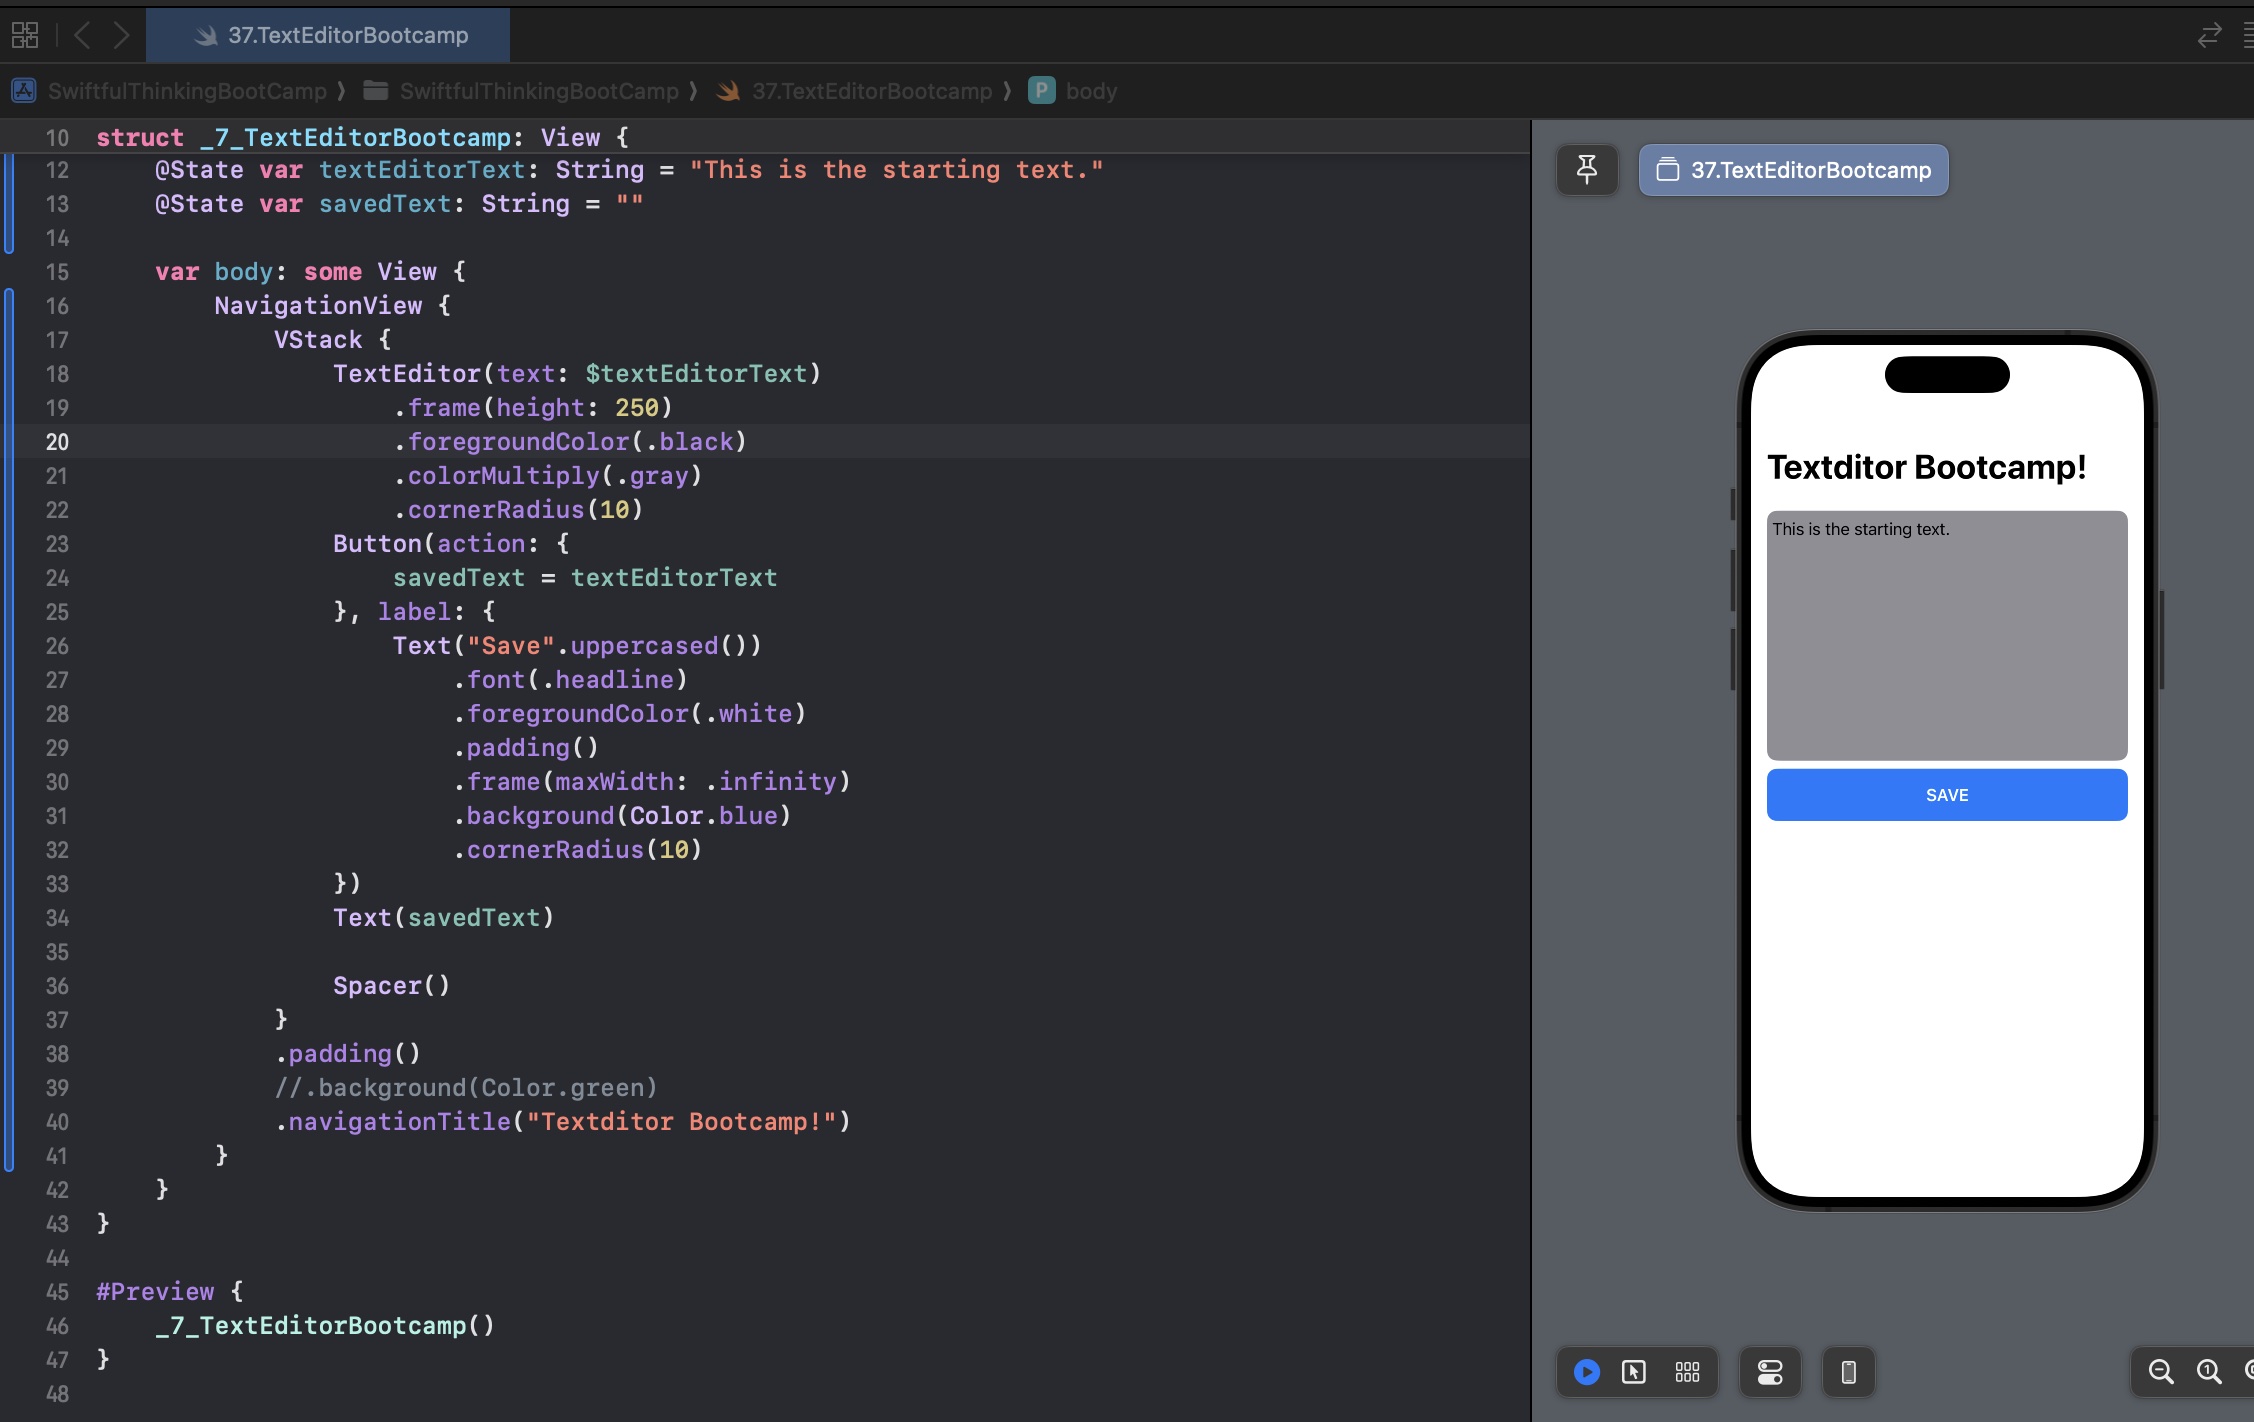 37.TextEditorBootcamp
SwiftfulThinkingBootCamp ⟩ SwiftfulThinkingBootCamp ⟩ 37.TextEditorBootcamp ⟩ P body
10 struct _7_TextEditorBootcamp: View {
12 @State var textEditorText: String = "This is the starting text."
13 @State var savedText: String = ""
14
15 var body: some View {
16 NavigationView {
17 VStack {
18 TextEditor(text: $textEditorText)
19 .frame(height: 250)
20 .foregroundColor(.black)
21 .colorMultiply(.gray)
22 .cornerRadius(10)
23 Button(action: {
24 savedText = textEditorText
25 }, label: {
26 Text("Save".uppercased())
27 .font(.headline)
28 .foregroundColor(.white)
29 .padding()
30 .frame(maxWidth: .infinity)
31 .background(Color.blue)
32 .cornerRadius(10)
33 })
34 Text(savedText)
35
36 Spacer()
37 }
38 .padding()
39 //.background(Color.green)
40 .navigationTitle("Textditor Bootcamp!")
41 }
42 }
43 }
44
45 #Preview {
46 _7_TextEditorBootcamp()
47 }
48
37.TextEditorBootcamp
Textditor Bootcamp!
This is the starting text.
SAVE